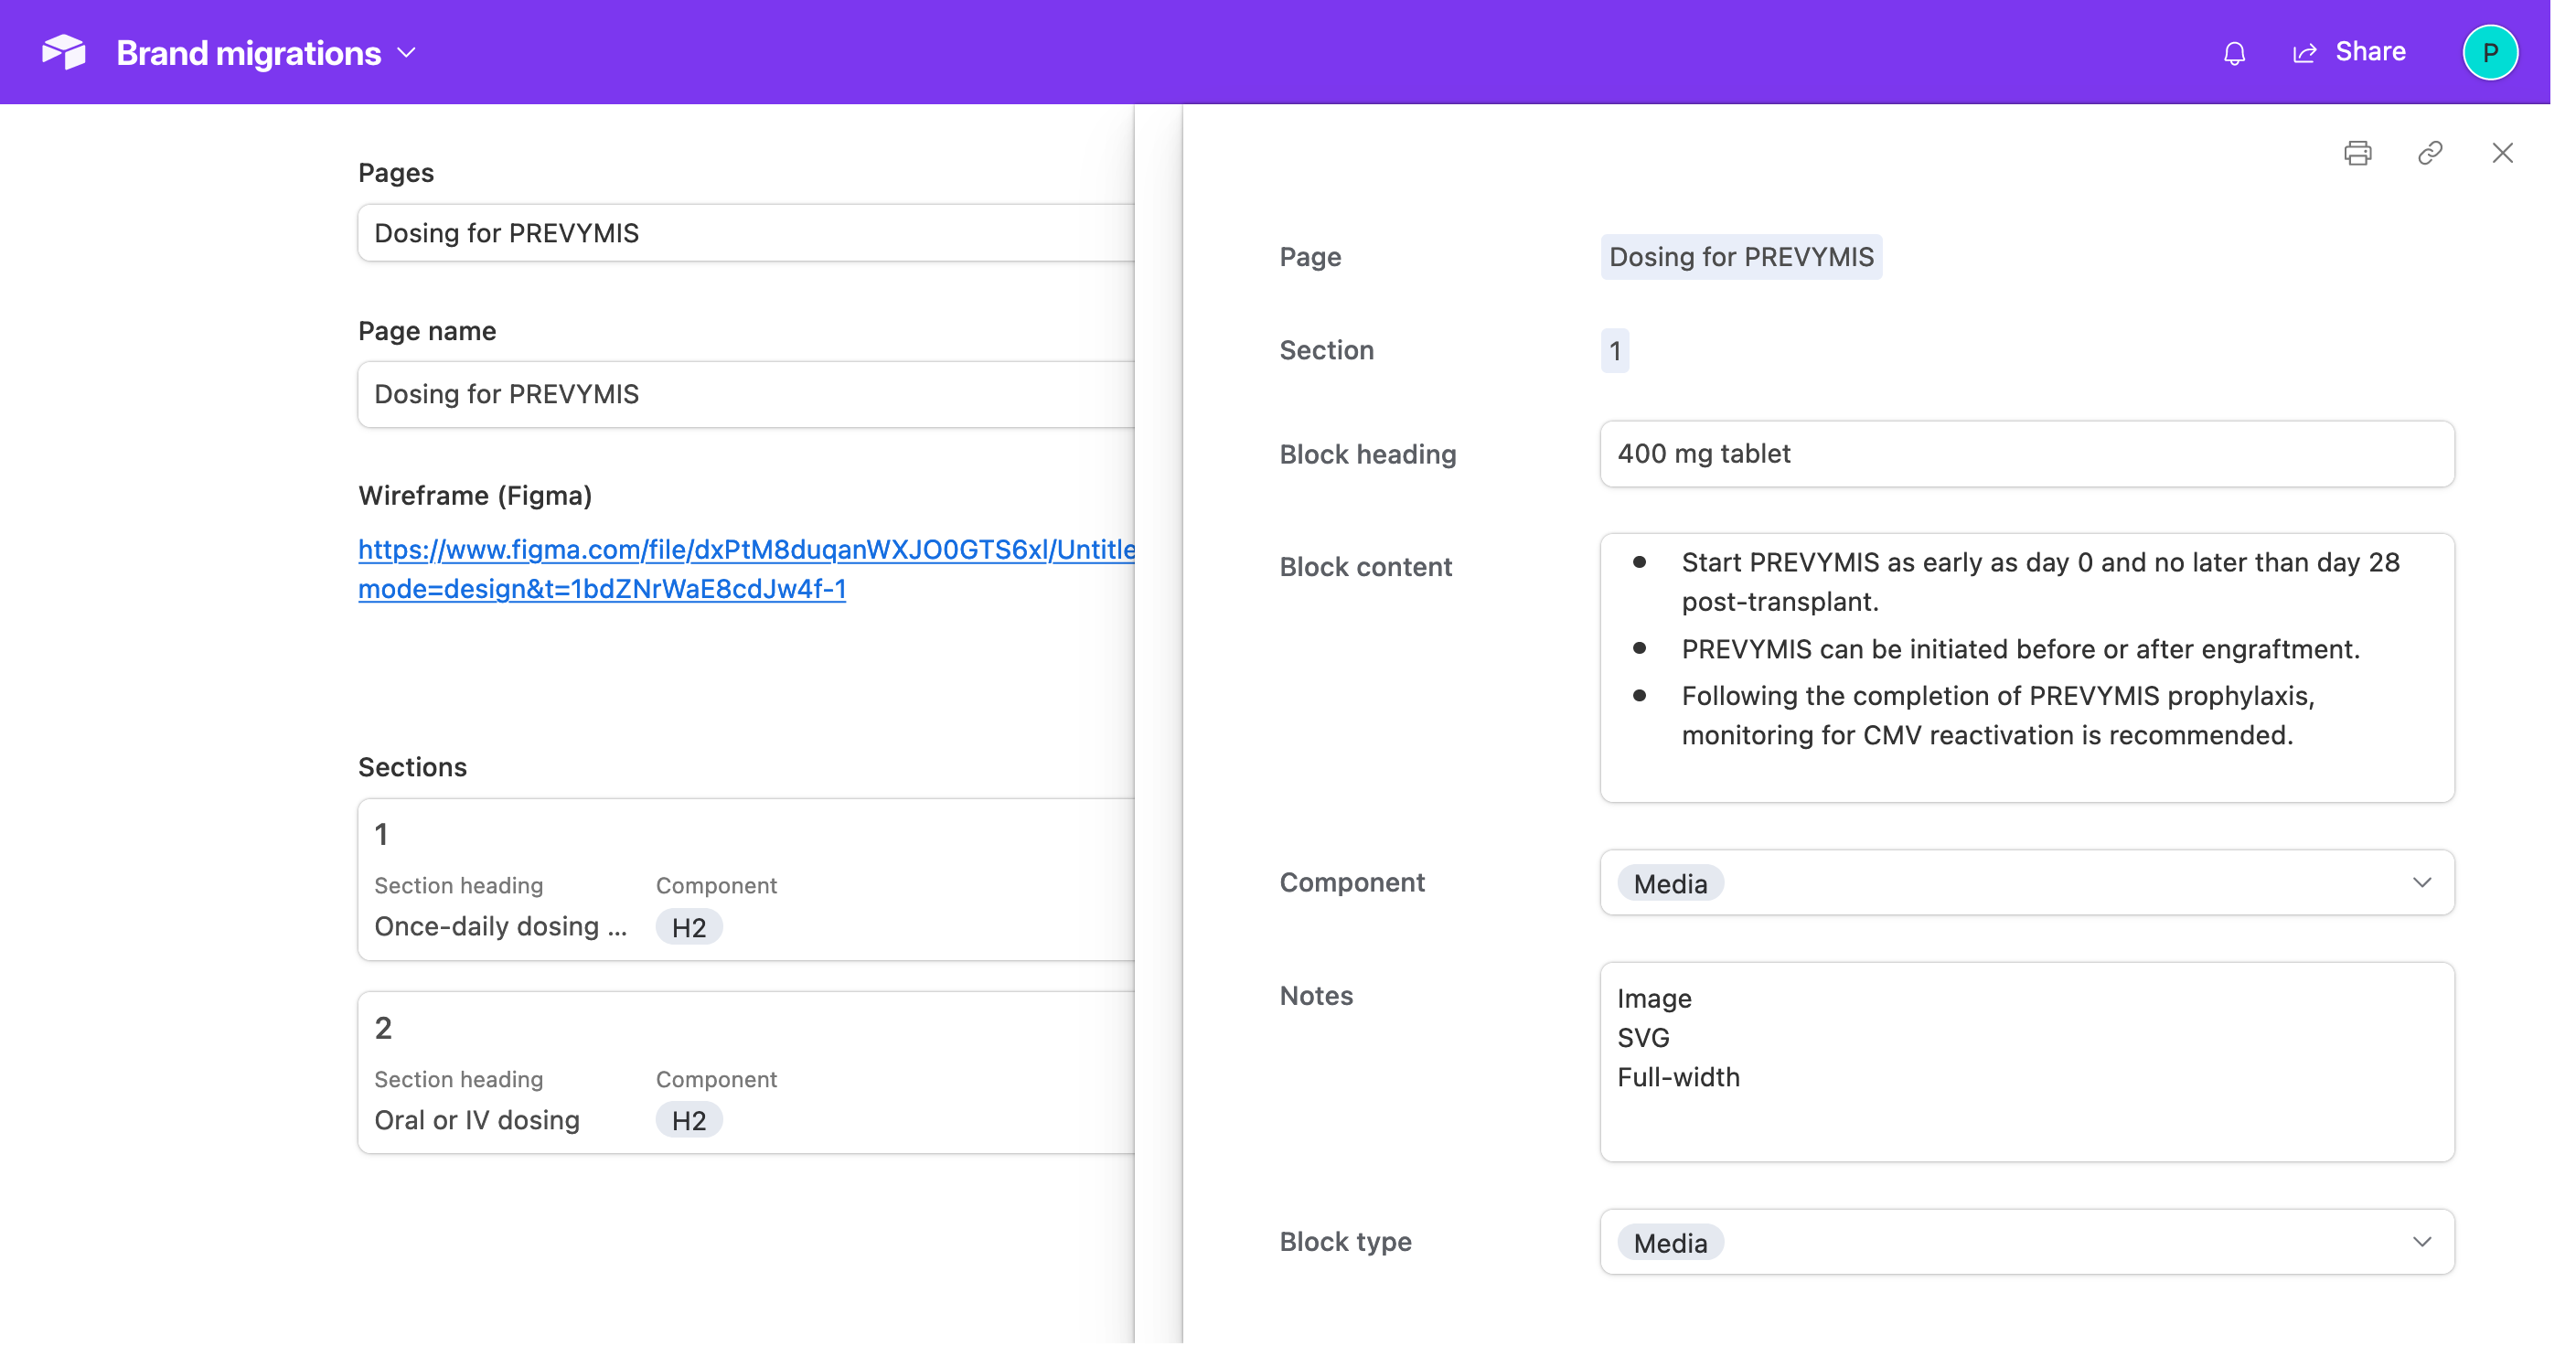 Brand migrations
Share
P
Pages
Dosing for PREVYMIS
Page name
Dosing for PREVYMIS
Wireframe (Figma)
https://www.figma.com/file/dxPtM8duqanWXJO0GTS6xl/Untitle
mode=design&t=1bdZNrWaE8cdJw4f-1
Sections
1
Section heading Component
Once-daily dosing ... H2
2
Section heading Component
Oral or IV dosing H2
Page Dosing for PREVYMIS
Section 1
Block heading 400 mg tablet
Block content
• Start PREVYMIS as early as day 0 and no later than day 28
post-transplant.
• PREVYMIS can be initiated before or after engraftment.
• Following the completion of PREVYMIS prophylaxis,
monitoring for CMV reactivation is recommended.
Component Media
Notes
Image
SVG
Full-width
Block type Media